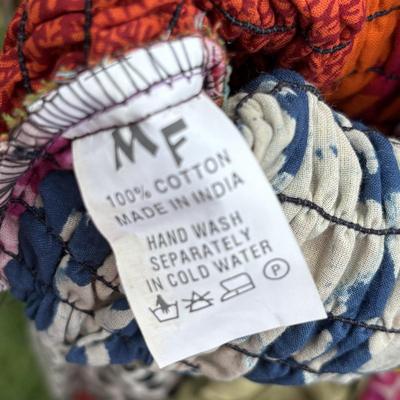 MF
100% COTTON
MADE IN INDIA
HAND WASH
SEPARATELY
IN COLD WATER
P